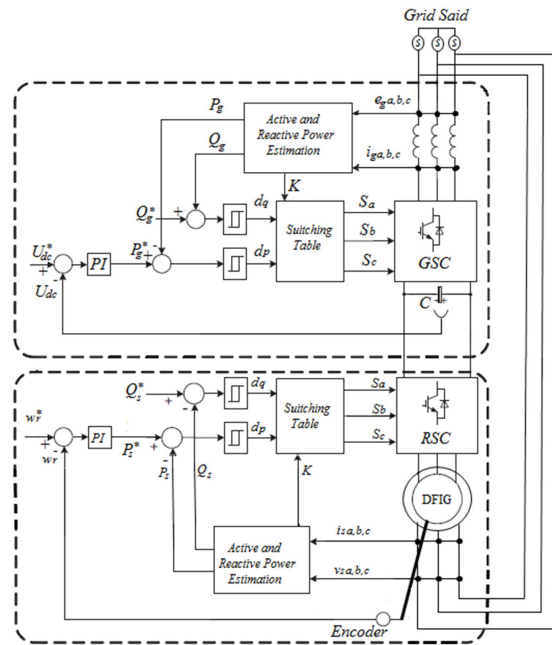 Grid Said
S S S
Pg
Active and
Reactive Power
Estimation
ega,b,c
iga,b,c
Qg
K
Qg*
+
-
dq
Suitching
Table
Sa
Sb
Sc
GSC
Udc*
+
-
Udc
PI
Pg*
+
-
dp
C
+
Qs*
+
-
dq
Suitching
Table
Sa
Sb
Sc
RSC
wr*
+
-
wr
PI
Ps*
+
-
Ps
Qs
dp
K
DFIG
Active and
Reactive Power
Estimation
isa,b,c
vsa,b,c
Encoder